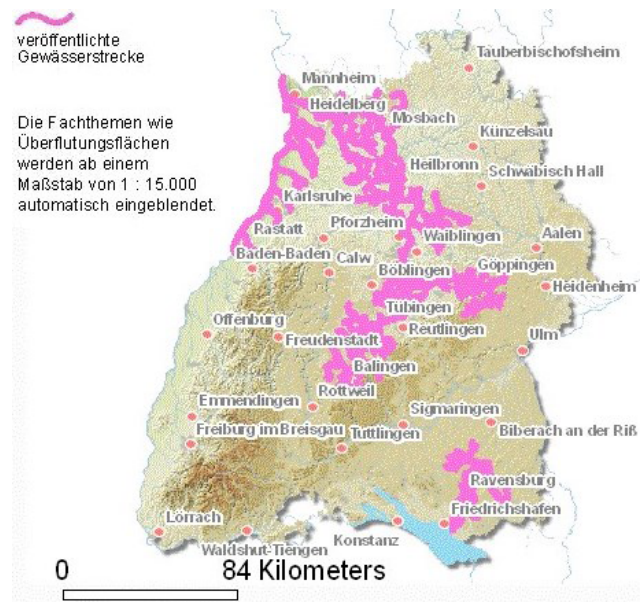 veröffentlichte
Gewässerstrecke
Die Fachthemen wie
Überflutungsflächen
werden ab einem
Maßstab von 1 : 15.000
automatisch eingeblendet.
Tauberbischofsheim
Mannheim
Heidelberg
Mosbach
Künzelsau
Heilbronn
Schwäbisch Hall
Karlsruhe
Pforzheim
Rastatt
Waiblingen
Aalen
Baden-Baden
Calw
Böblingen
Göppingen
Heidenheim
Tübingen
Offenburg
Freudenstadt
Reutlingen
Ulm
Balingen
Rottweil
Emmendingen
Sigmaringen
Freiburg im Breisgau
Tuttlingen
Biberach an der Riß
Ravensburg
Friedrichshafen
Lörrach
Konstanz
Waldshut-Tiengen
0 84 Kilometers